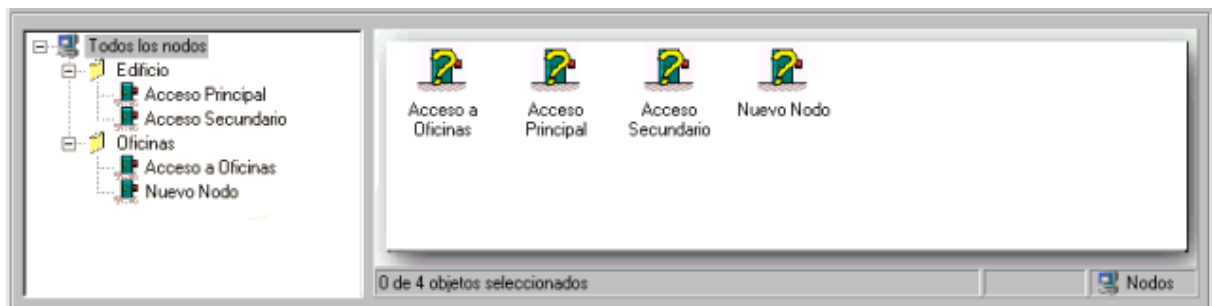 Todos los nodos
Edificio
Acceso Principal
Acceso Secundario
Oficinas
Acceso a Oficinas
Nuevo Nodo
Acceso a
Oficinas
Acceso
Principal
Acceso
Secundario
Nuevo Nodo
0 de 4 objetos seleccionados
Nodos